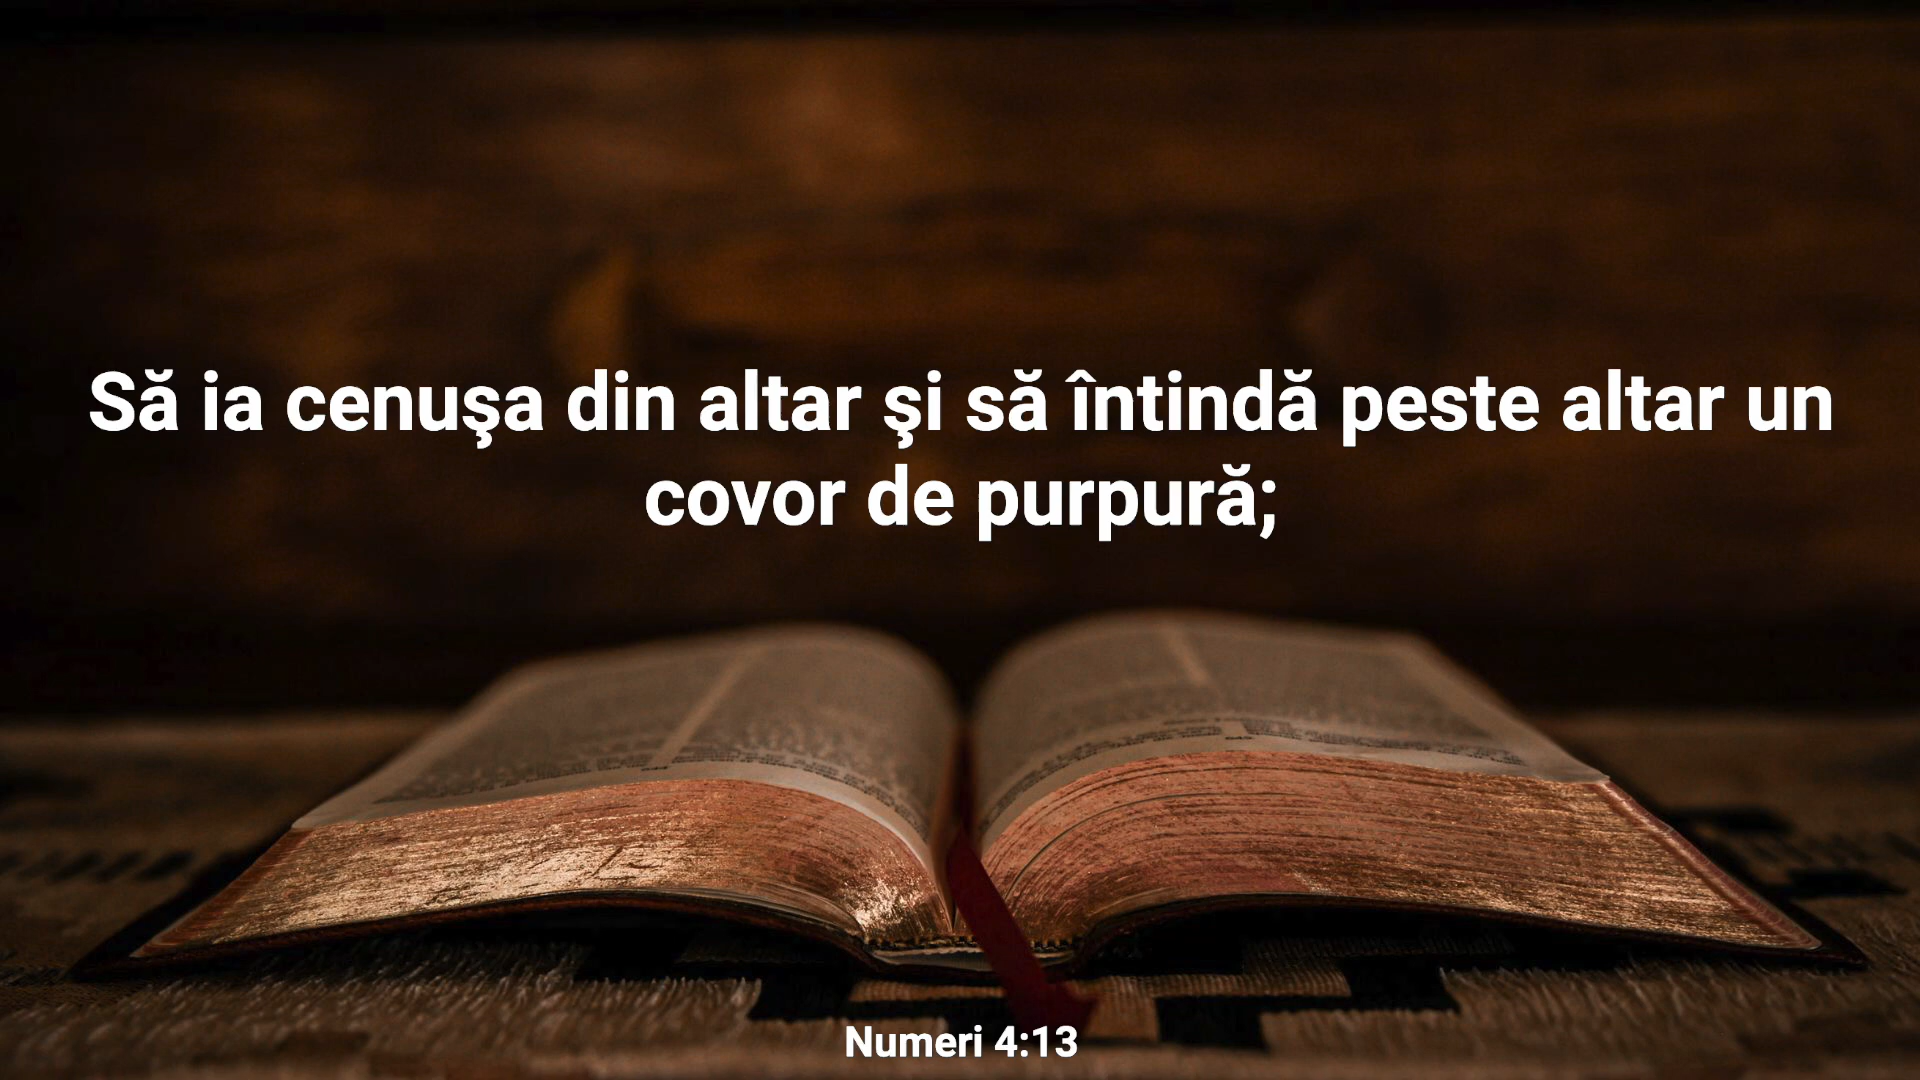 Să ia cenuşa din altar şi să întindă peste altar un
covor de purpură;
Numeri 4:13